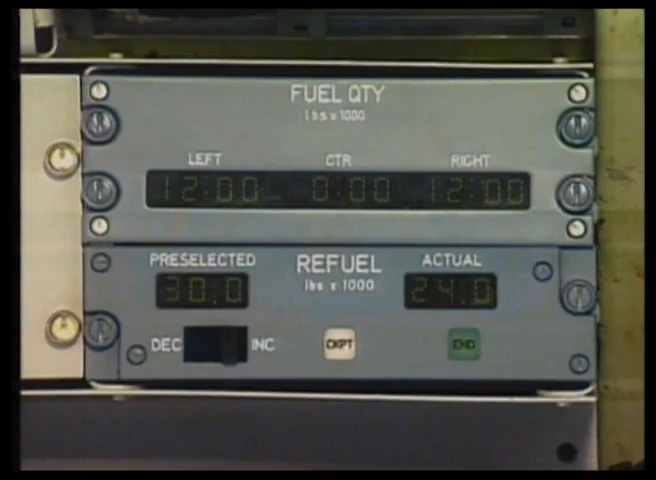 FUEL QTY
lbs x 1000
LEFT CTR RIGHT
12:00 0:00 12:00
PRESELECTED REFUEL ACTUAL
lbs x 1000
30.0 24.0
DEC INC CKPT END